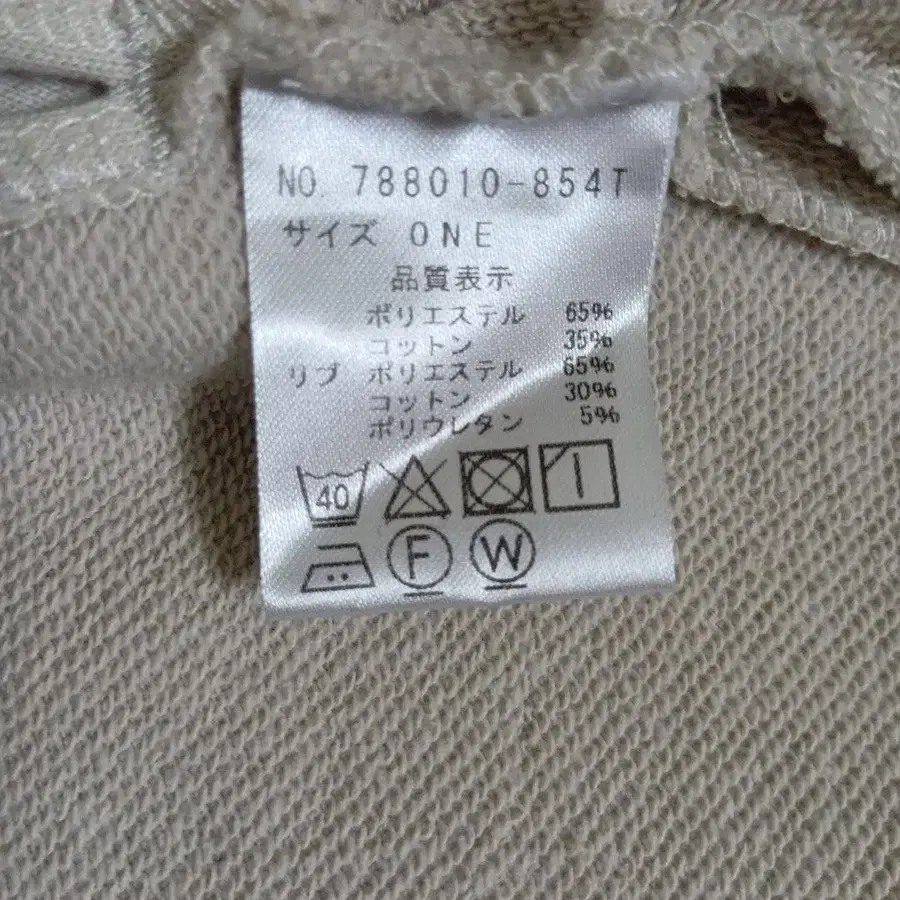 NO. 788010-854T
サイズ ONE
品質表示
ポリエステル 65%
コットン 35%
リブ ポリエステル 65%
コットン 30%
ポリウレタン 5%
40
F W